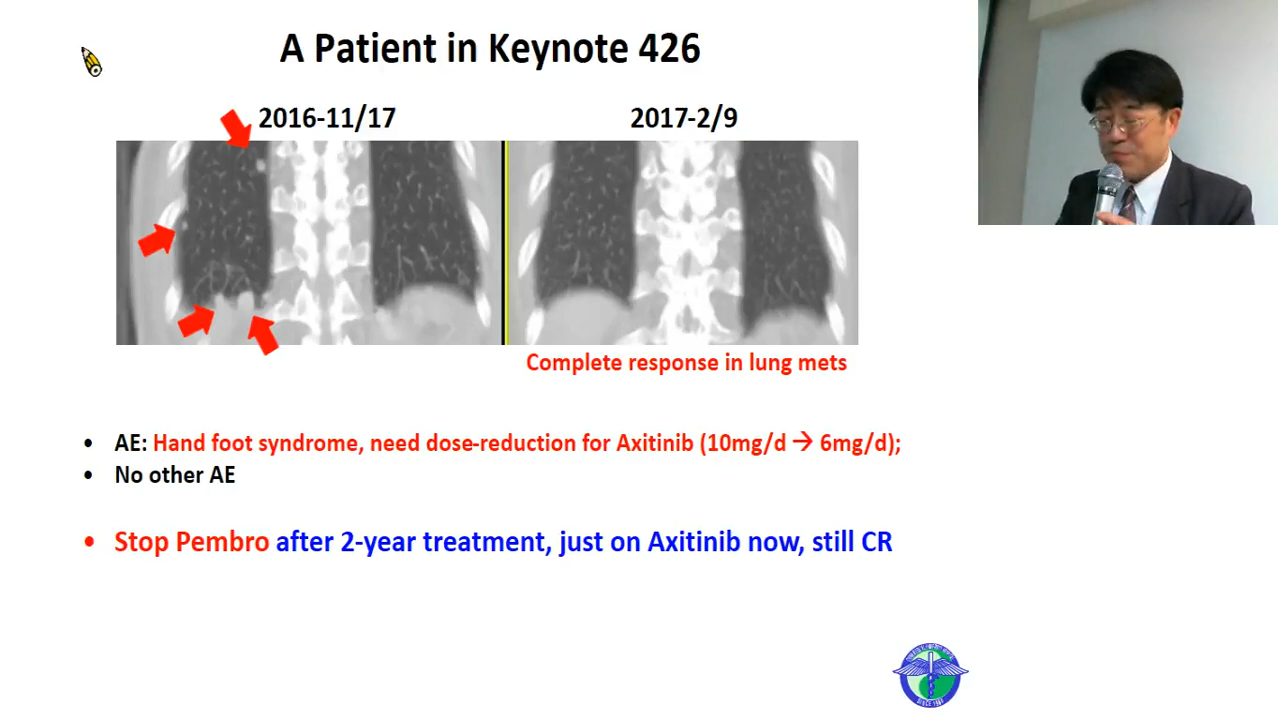 A Patient in Keynote 426
2016-11/17
2017-2/9
Complete response in lung mets
• AE: Hand foot syndrome, need dose-reduction for Axitinib (10mg/d → 6mg/d);
• No other AE
• Stop Pembro after 2-year treatment, just on Axitinib now, still CR